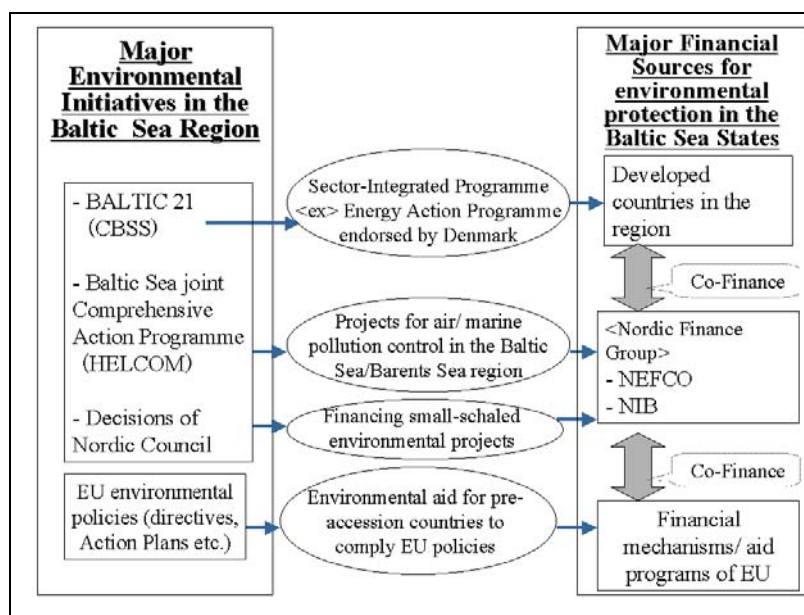 Major
Environmental
Initiatives in the
Baltic Sea Region
- BALTIC 21
(CBSS)
- Baltic Sea joint
Comprehensive
Action Programme
(HELCOM)
- Decisions of
Nordic Council
EU environmental
policies (directives,
Action Plans etc.)
Sector-Integrated Programme
<ex> Energy Action Programme
endorsed by Denmark
Projects for air/ marine
pollution control in the Baltic
Sea/Barents Sea region
Financing small-schaled
environmental projects
Environmental aid for pre-
accession countries to
comply EU policies
Major Financial
Sources for
environmental
protection in the
Baltic Sea States
Developed
countries in the
region
Co-Finance
<Nordic Finance
Group>
- NEFCO
- NIB
Co-Finance
Financial
mechanisms/ aid
programs of EU